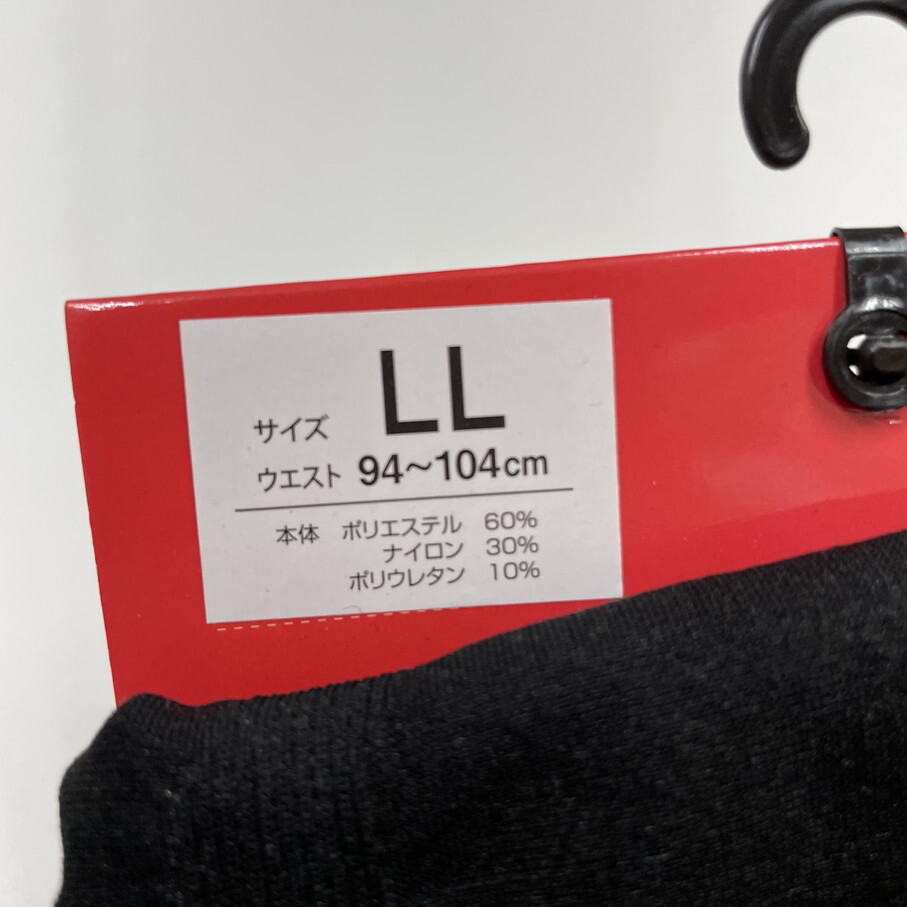 サイズ LL
ウエスト 94~104cm
本体 ポリエステル 60%
ナイロン 30%
ポリウレタン 10%